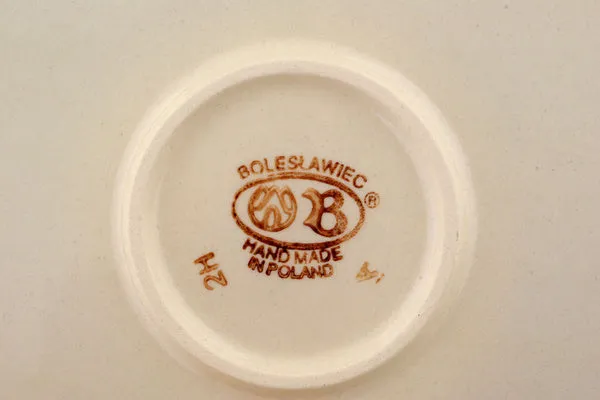 BOLESŁAWIEC
B ®
HAND MADE
IN POLAND